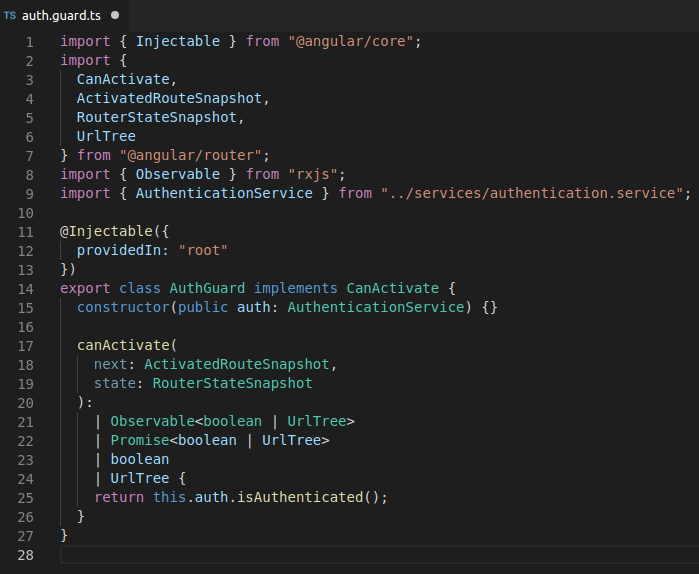 TS auth.guard.ts
1 import { Injectable } from "@angular/core";
2 import {
3   CanActivate,
4   ActivatedRouteSnapshot,
5   RouterStateSnapshot,
6   UrlTree
7 } from "@angular/router";
8 import { Observable } from "rxjs";
9 import { AuthenticationService } from "../services/authentication.service";
10
11 @Injectable({
12   providedIn: "root"
13 })
14 export class AuthGuard implements CanActivate {
15   constructor(public auth: AuthenticationService) {}
16
17   canActivate(
18     next: ActivatedRouteSnapshot,
19     state: RouterStateSnapshot
20   ):
21     | Observable<boolean | UrlTree>
22     | Promise<boolean | UrlTree>
23     | boolean
24     | UrlTree {
25     return this.auth.isAuthenticated();
26   }
27 }
28